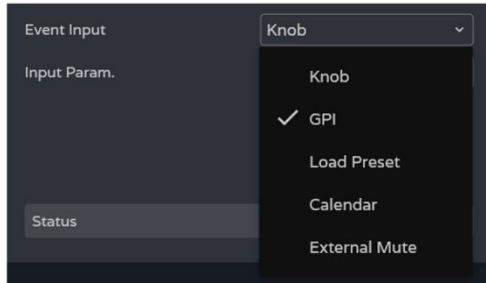 Event Input
Knob
Input Param.
Knob
GPI
Load Preset
Calendar
External Mute
Status